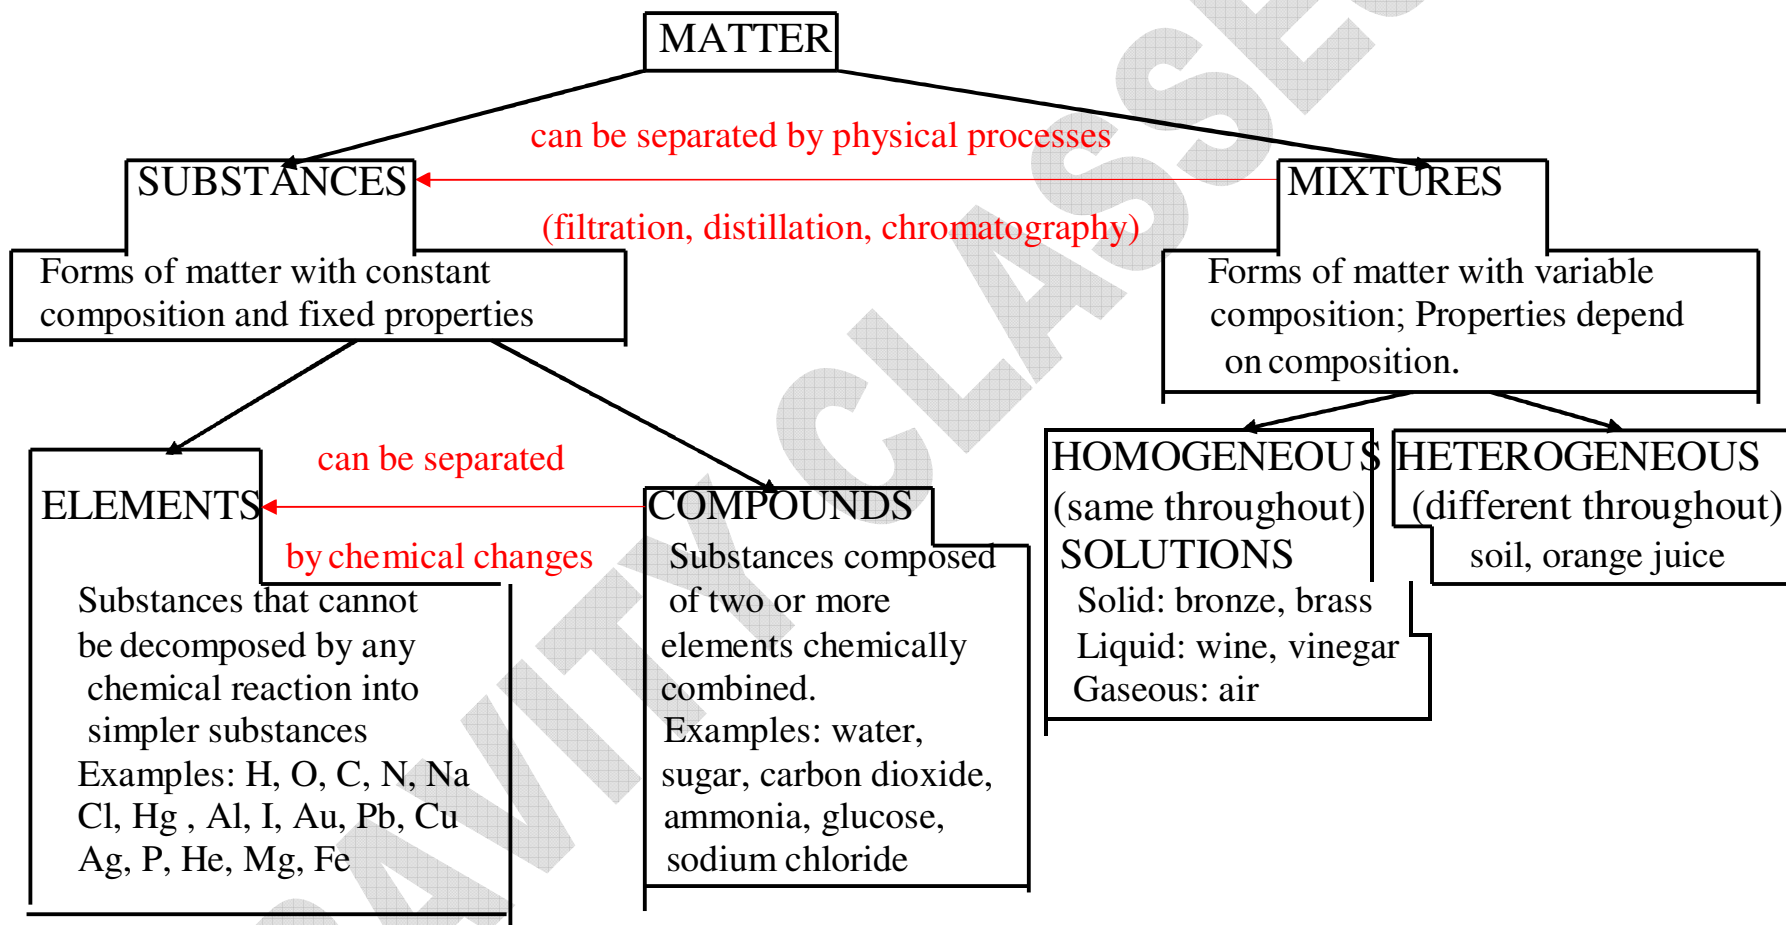 MATTER
can be separated by physical processes
SUBSTANCES
MIXTURES
(filtration, distillation, chromatography)
Forms of matter with constant
composition and fixed properties
Forms of matter with variable
composition; Properties depend
on composition.
can be separated
by chemical changes
ELEMENTS
Substances that cannot
be decomposed by any
chemical reaction into
simpler substances
Examples: H, O, C, N, Na
Cl, Hg , Al, I, Au, Pb, Cu
Ag, P, He, Mg, Fe
COMPOUNDS
Substances composed
of two or more
elements chemically
combined.
Examples: water,
sugar, carbon dioxide,
ammonia, glucose,
sodium chloride
HOMOGENEOUS
(same throughout)
SOLUTIONS
Solid: bronze, brass
Liquid: wine, vinegar
Gaseous: air
HETEROGENEOUS
(different throughout)
soil, orange juice